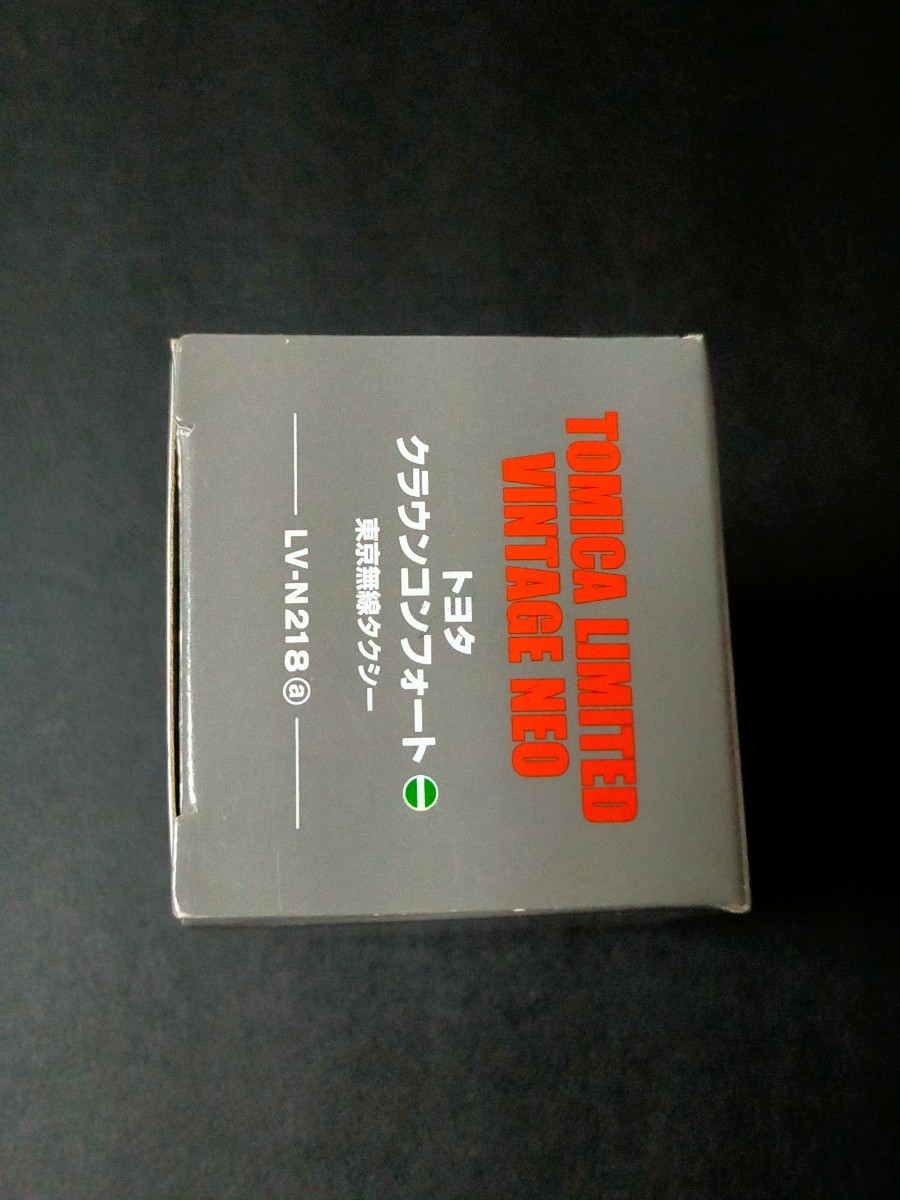 TOMICA LIMITED
VINTAGE NEO
トヨタ
クラウンコンフォート
東京無線タクシー
LV-N218ⓐ